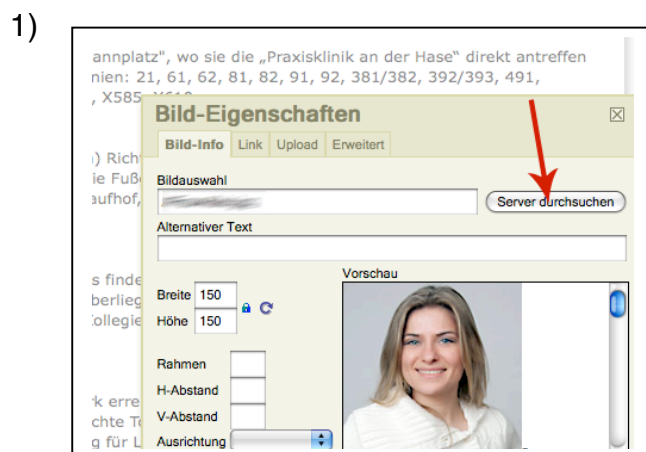 1)
annplatz", wo sie die „Praxisklinik an der Hase" direkt antreffen
nien: 21, 61, 62, 81, 82, 91, 92, 381/382, 392/393, 491,
, X585,
Bild-Eigenschaften
Bild-Info Link Upload Erweitert
) Rich
ie Fuß
aufhof,
Bildauswahl
Server durchsuchen
Alternativer Text
s finde
berlieg
Kollegie
Vorschau
Breite 150
Höhe 150
Rahmen
H-Abstand
V-Abstand
Ausrichtung
rk erre
chte T
g für L